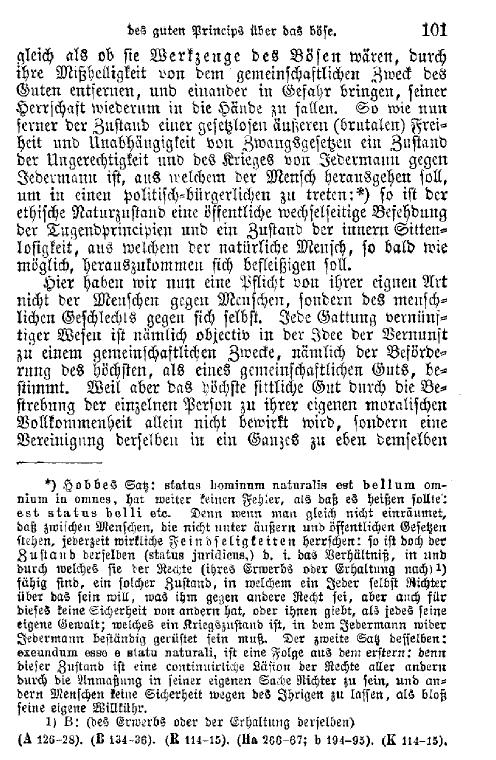 des guten Princips über das böse. 101
gleich als ob sie Werkzeuge des Bösen wären, durch
ihre Mißhelligkeit von dem gemeinschaftlichen Zweck des
Guten entfernen, und einander in Gefahr bringen, seiner
Herrschaft wiederum in die Hände zu fallen. So wie nun
ferner der Zustand einer gesetzlosen äußeren (brutalen) Frei-
heit und Unabhängigkeit von Zwangsgesetzen ein Zustand
der Ungerechtigkeit und des Krieges von Jedermann gegen
Jedermann ist, aus welchem der Mensch herausgehen soll,
um in einen politisch-bürgerlichen zu treten:*) so ist der
ethische Naturzustand eine öffentliche wechselseitige Befehdung
der Tugendprincipien und ein Zustand der innern Sitten-
losigkeit, aus welchem der natürliche Mensch, so bald wie
möglich, herauszukommen sich befleißigen soll.
Hier haben wir nun eine Pflicht von ihrer eignen Art
nicht der Menschen gegen Menschen, sondern des mensch-
lichen Geschlechts gegen sich selbst. Jede Gattung vernünf-
tiger Wesen ist nämlich objectiv in der Idee der Vernunft
zu einem gemeinschaftlichen Zwecke, nämlich der Beförde-
rung des höchsten, als eines gemeinschaftlichen Guts, be-
stimmt. Weil aber das höchste sittliche Gut durch die Be-
strebung der einzelnen Person zu ihrer eigenen moralischen
Vollkommenheit allein nicht bewirkt wird, sondern eine
Vereinigung derselben in ein Ganzes zu eben demselben
*) Hobbes Satz: status hominum naturalis est bellum om-
nium in omnes, hat weiter keinen Fehler, als daß es heißen sollte:
est status belli etc. Denn wenn man gleich nicht einräumet,
daß zwischen Menschen, die nicht unter äußern und öffentlichen Gesetzen
stehen, jederzeit wirkliche Feindseligkeiten herrschen: so ist doch der
Zustand derselben (status juridicus,) d. i. das Verhältniß, in und
durch welches sie der Rechte (ihres Erwerbs oder Erhaltung nach)¹)
fähig sind, ein solcher Zustand, in welchem ein Jeder selbst Richter
über das sein will, was ihm gegen andere Recht sei, aber auch für
dieses keine Sicherheit von andern hat, oder ihnen giebt, als jedes seine
eigene Gewalt; welches ein Kriegszustand ist, in dem Jedermann wider
Jedermann beständig gerüstet sein muß. Der zweite Satz desselben:
exeundum esse e statu naturali, ist eine Folge aus dem erstern: denn
dieser Zustand ist eine continuirliche Läsion der Rechte aller andern
durch die Anmaßung in seiner eigenen Sache Richter zu sein, und an-
dern Menschen keine Sicherheit wegen des Ihrigen zu lassen, als bloß
seine eigene Willkühr.
1) B: (des Erwerbs oder der Erhaltung derselben)
(A 126-28). (B 134-36). (R 114-15). (Ha 266-67; b 194-95). (K 114-15).